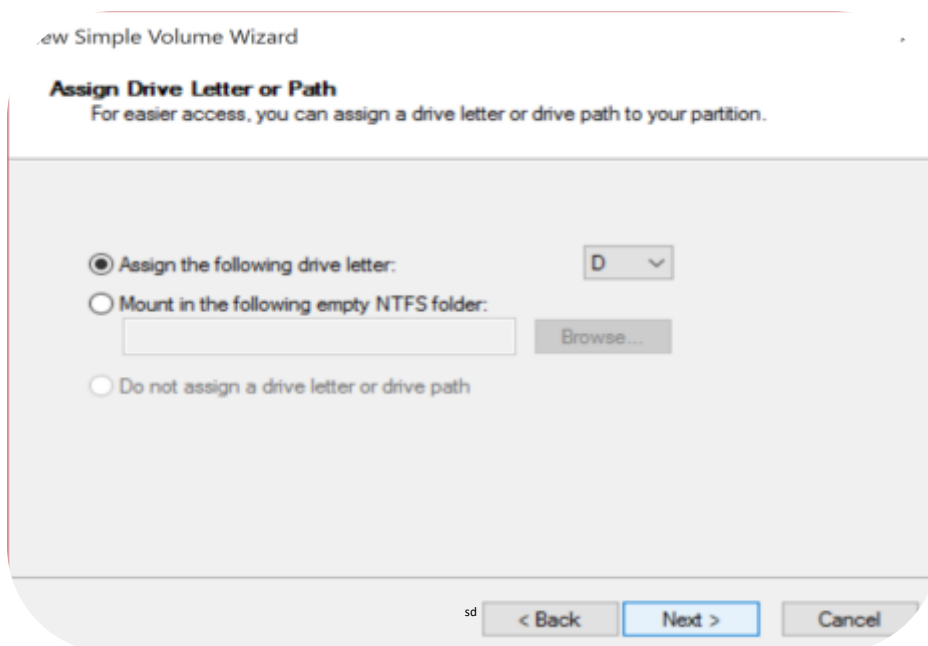 ew Simple Volume Wizard
Assign Drive Letter or Path
For easier access, you can assign a drive letter or drive path to your partition.
Assign the following drive letter: D
Mount in the following empty NTFS folder:
Browse...
Do not assign a drive letter or drive path
sd < Back Next > Cancel